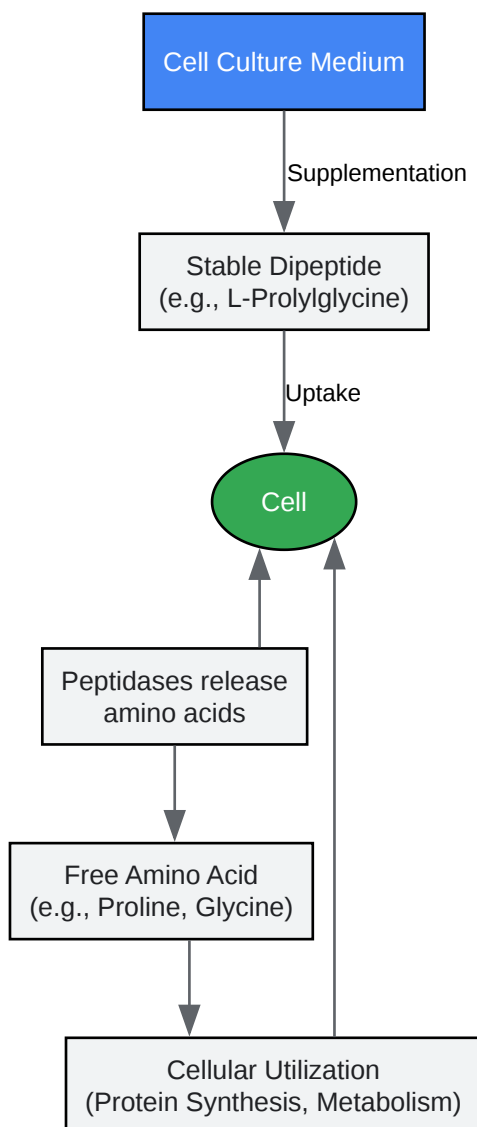 Cell Culture Medium
Supplementation
Stable Dipeptide
(e.g., L-Prolylglycine)
Uptake
Cell
Peptidases release
amino acids
Free Amino Acid
(e.g., Proline, Glycine)
Cellular Utilization
(Protein Synthesis, Metabolism)